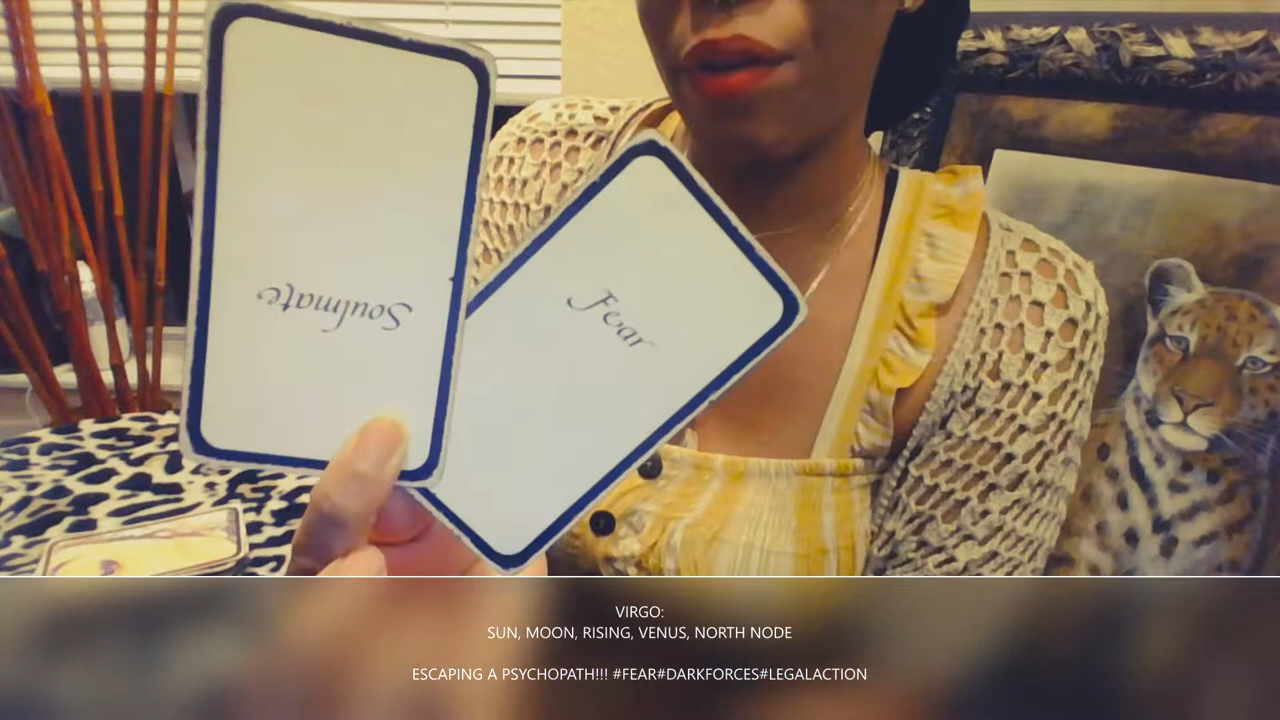 Soulmate
Fear
VIRGO:
SUN, MOON, RISING, VENUS, NORTH NODE
ESCAPING A PSYCHOPATH!!! #FEAR#DARKFORCES#LEGALACTION